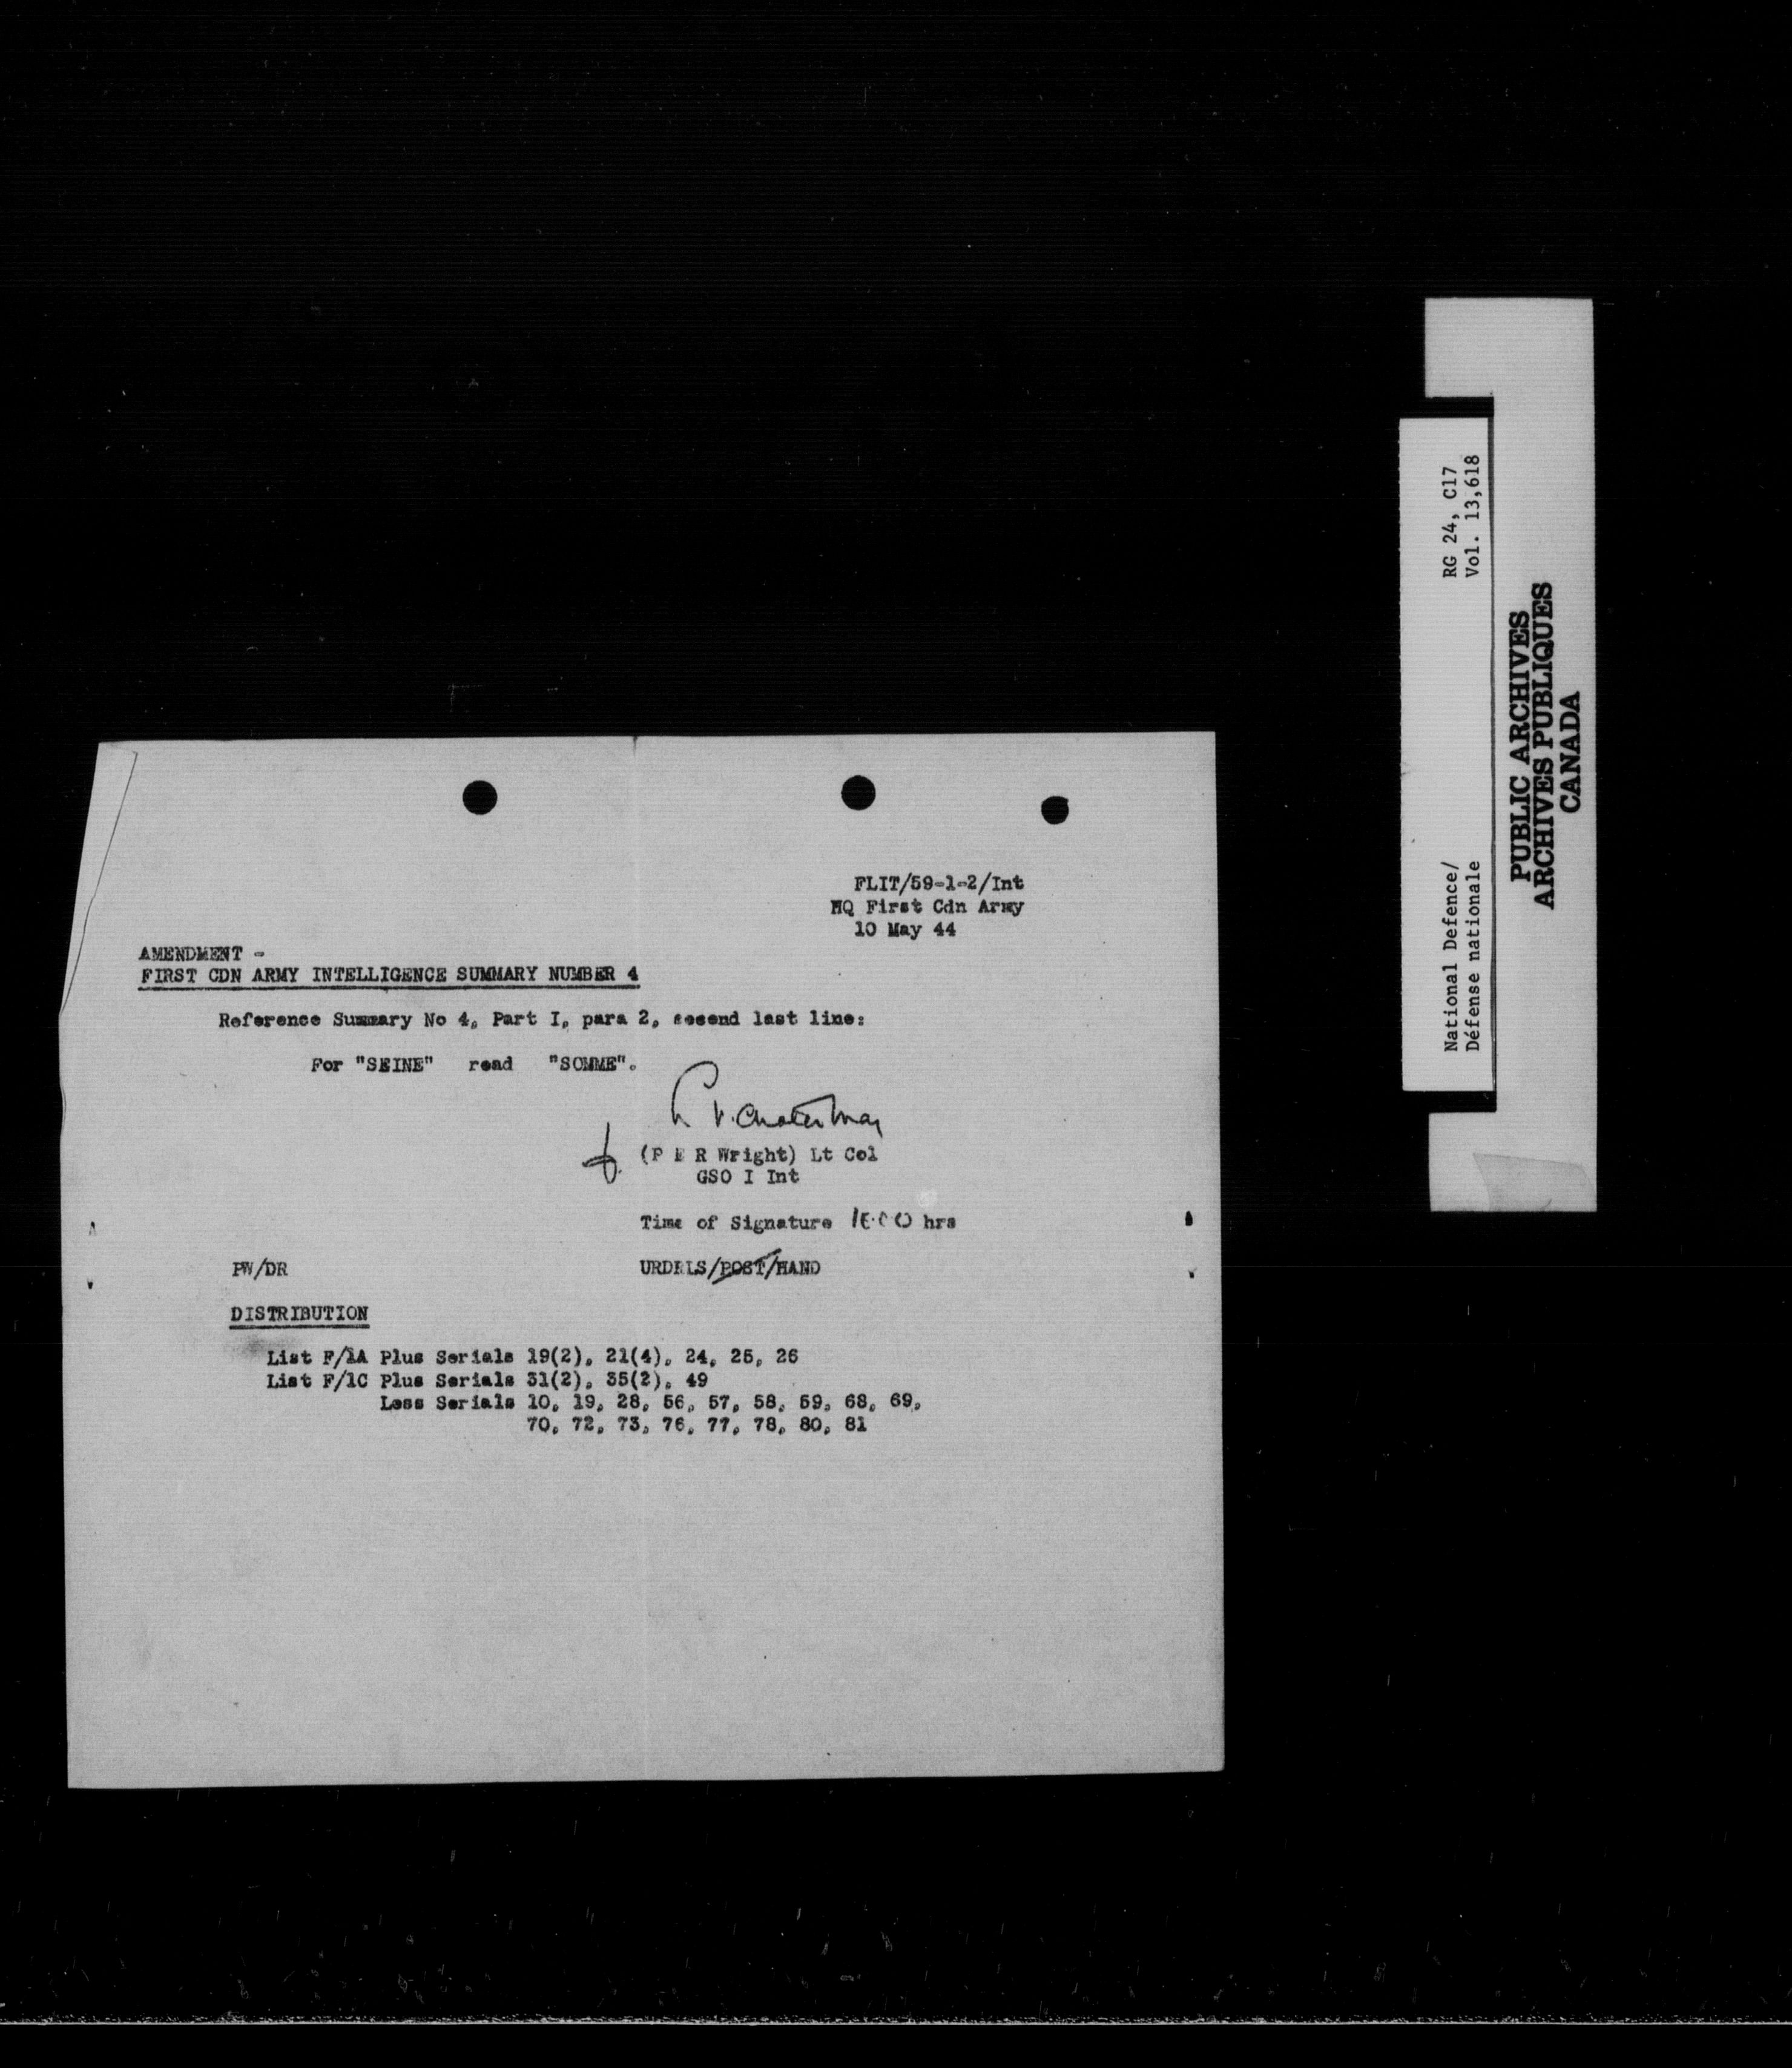 FLIT/59-1-2/Int
HQ First Cdn Army
10 May 44
AMENDMENT -
FIRST CDN ARMY INTELLIGENCE SUMMARY NUMBER 4
Reference Summary No 4, Part I, para 2, second last line:
For "SEINE" read "SOMME".
(P E R Wright) Lt Col
GSO I Int
Time of Signature hrs
PW/DR URDELS/POST/HAND
DISTRIBUTION
List F/1A Plus Serials 19(2), 21(4), 24, 25, 26
List F/1C Plus Serials 31(2), 35(2), 49
Less Serials 10, 19, 28, 56, 57, 58, 59, 68, 69,
70, 72, 73, 76, 77, 78, 80, 81
National Defence/ RG 24, C17
Défense nationale Vol. 13,618
PUBLIC ARCHIVES
ARCHIVES PUBLIQUES
CANADA